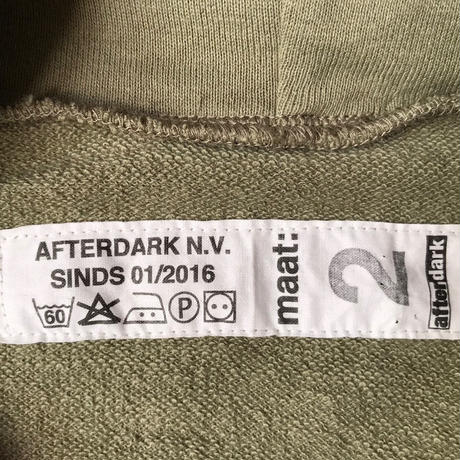 AFTERDARK N.V.
SINDS 01/2016
60 P
maat: 2
afterdark